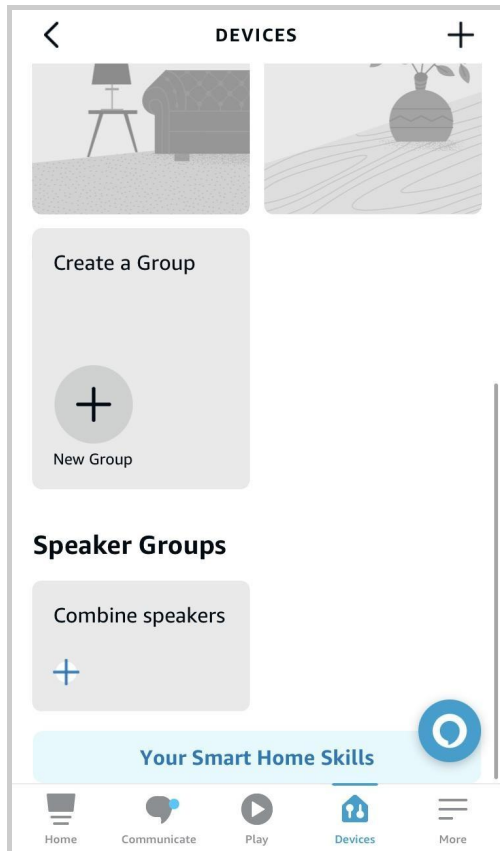 DEVICES
Create a Group
New Group
Speaker Groups
Combine speakers
Your Smart Home Skills
Home
Communicate
Play
Devices
More